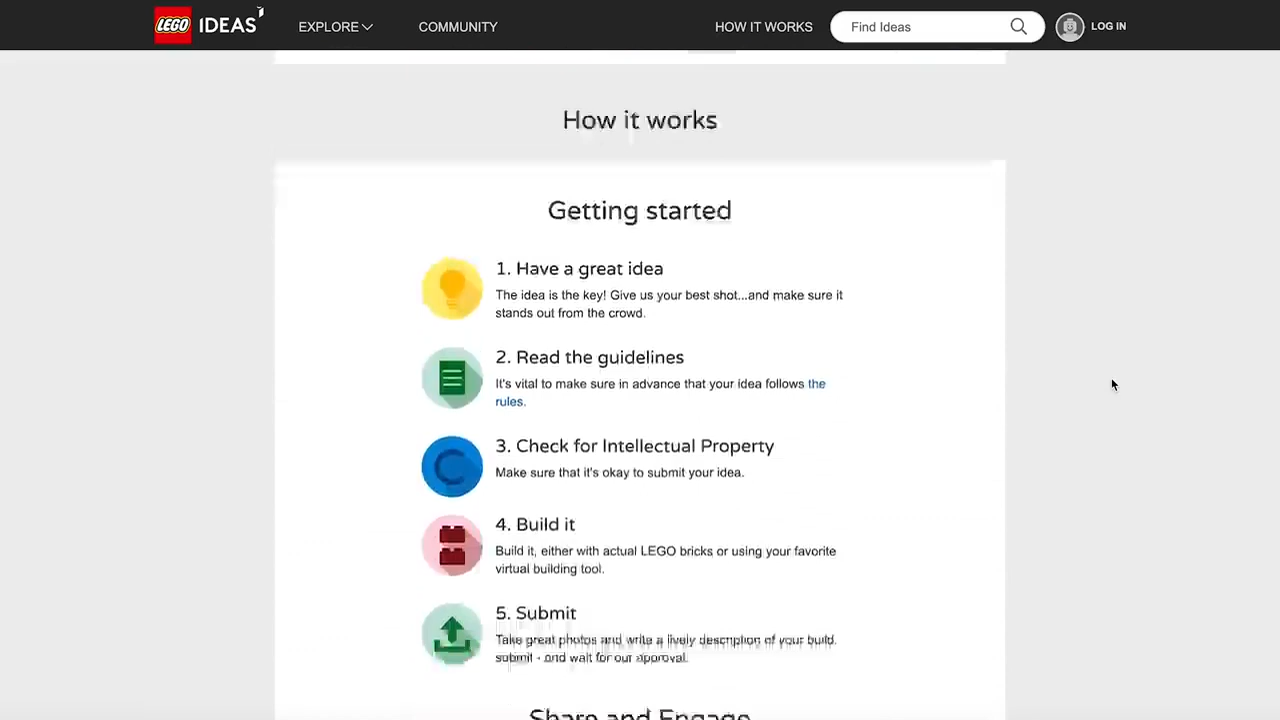 LEGO IDEAS
EXPLORE
COMMUNITY
HOW IT WORKS
Find Ideas
LOG IN
How it works
Getting started
1. Have a great idea
The idea is the key! Give us your best shot...and make sure it
stands out from the crowd.
2. Read the guidelines
It's vital to make sure in advance that your idea follows the
rules.
3. Check for Intellectual Property
Make sure that it's okay to submit your idea.
4. Build it
Build it, either with actual LEGO bricks or using your favorite
virtual building tool.
5. Submit
Take great photos and write a lively description of your build.
submit - and wait for our approval.
Share and Engage